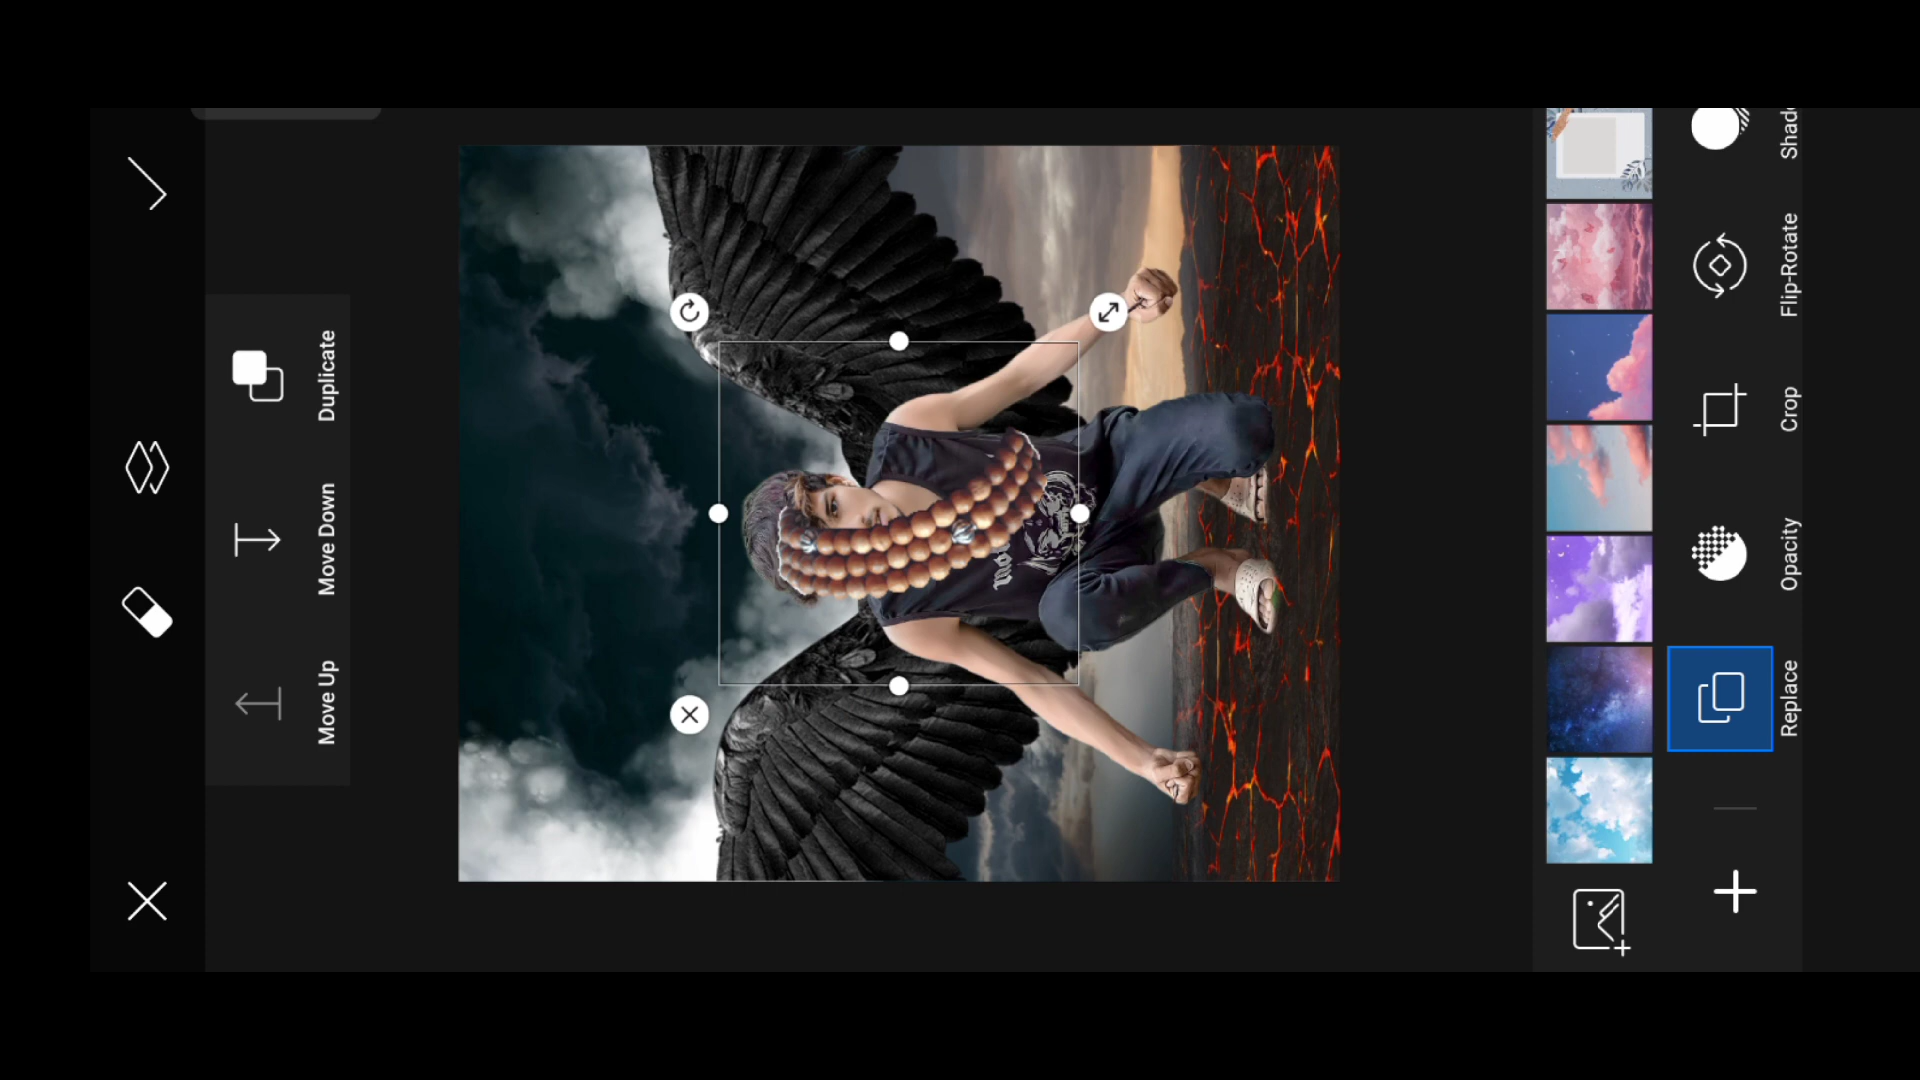 Move Up
Move Down
Duplicate
Replace
Opacity
Crop
Flip-Rotate
Shad